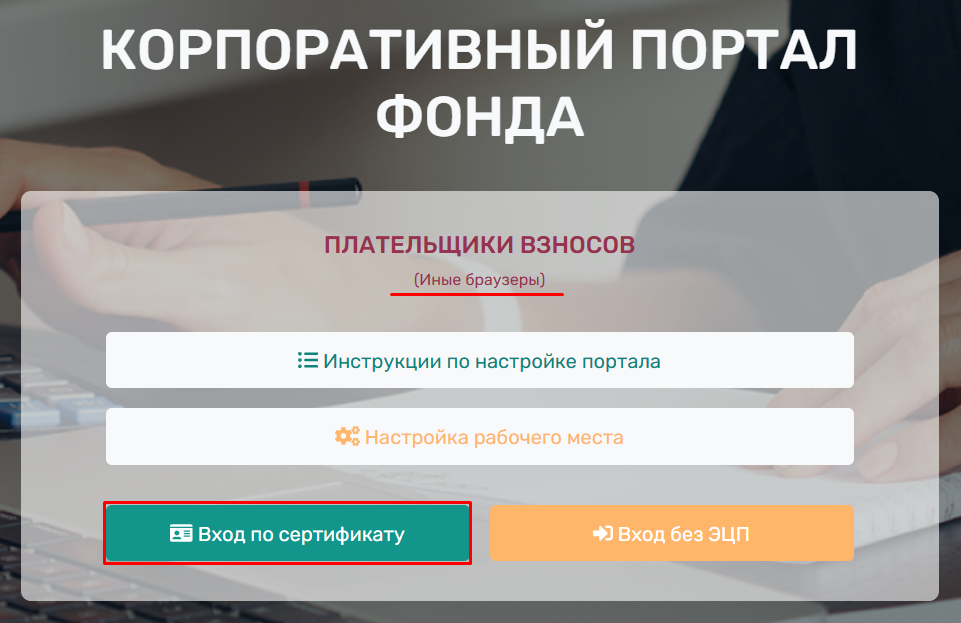 КОРПОРАТИВНЫЙ ПОРТАЛ
ФОНДА
ПЛАТЕЛЬЩИКИ ВЗНОСОВ
(Иные браузеры)
Инструкции по настройке портала
Настройка рабочего места
Вход по сертификату
Вход без ЭЦП